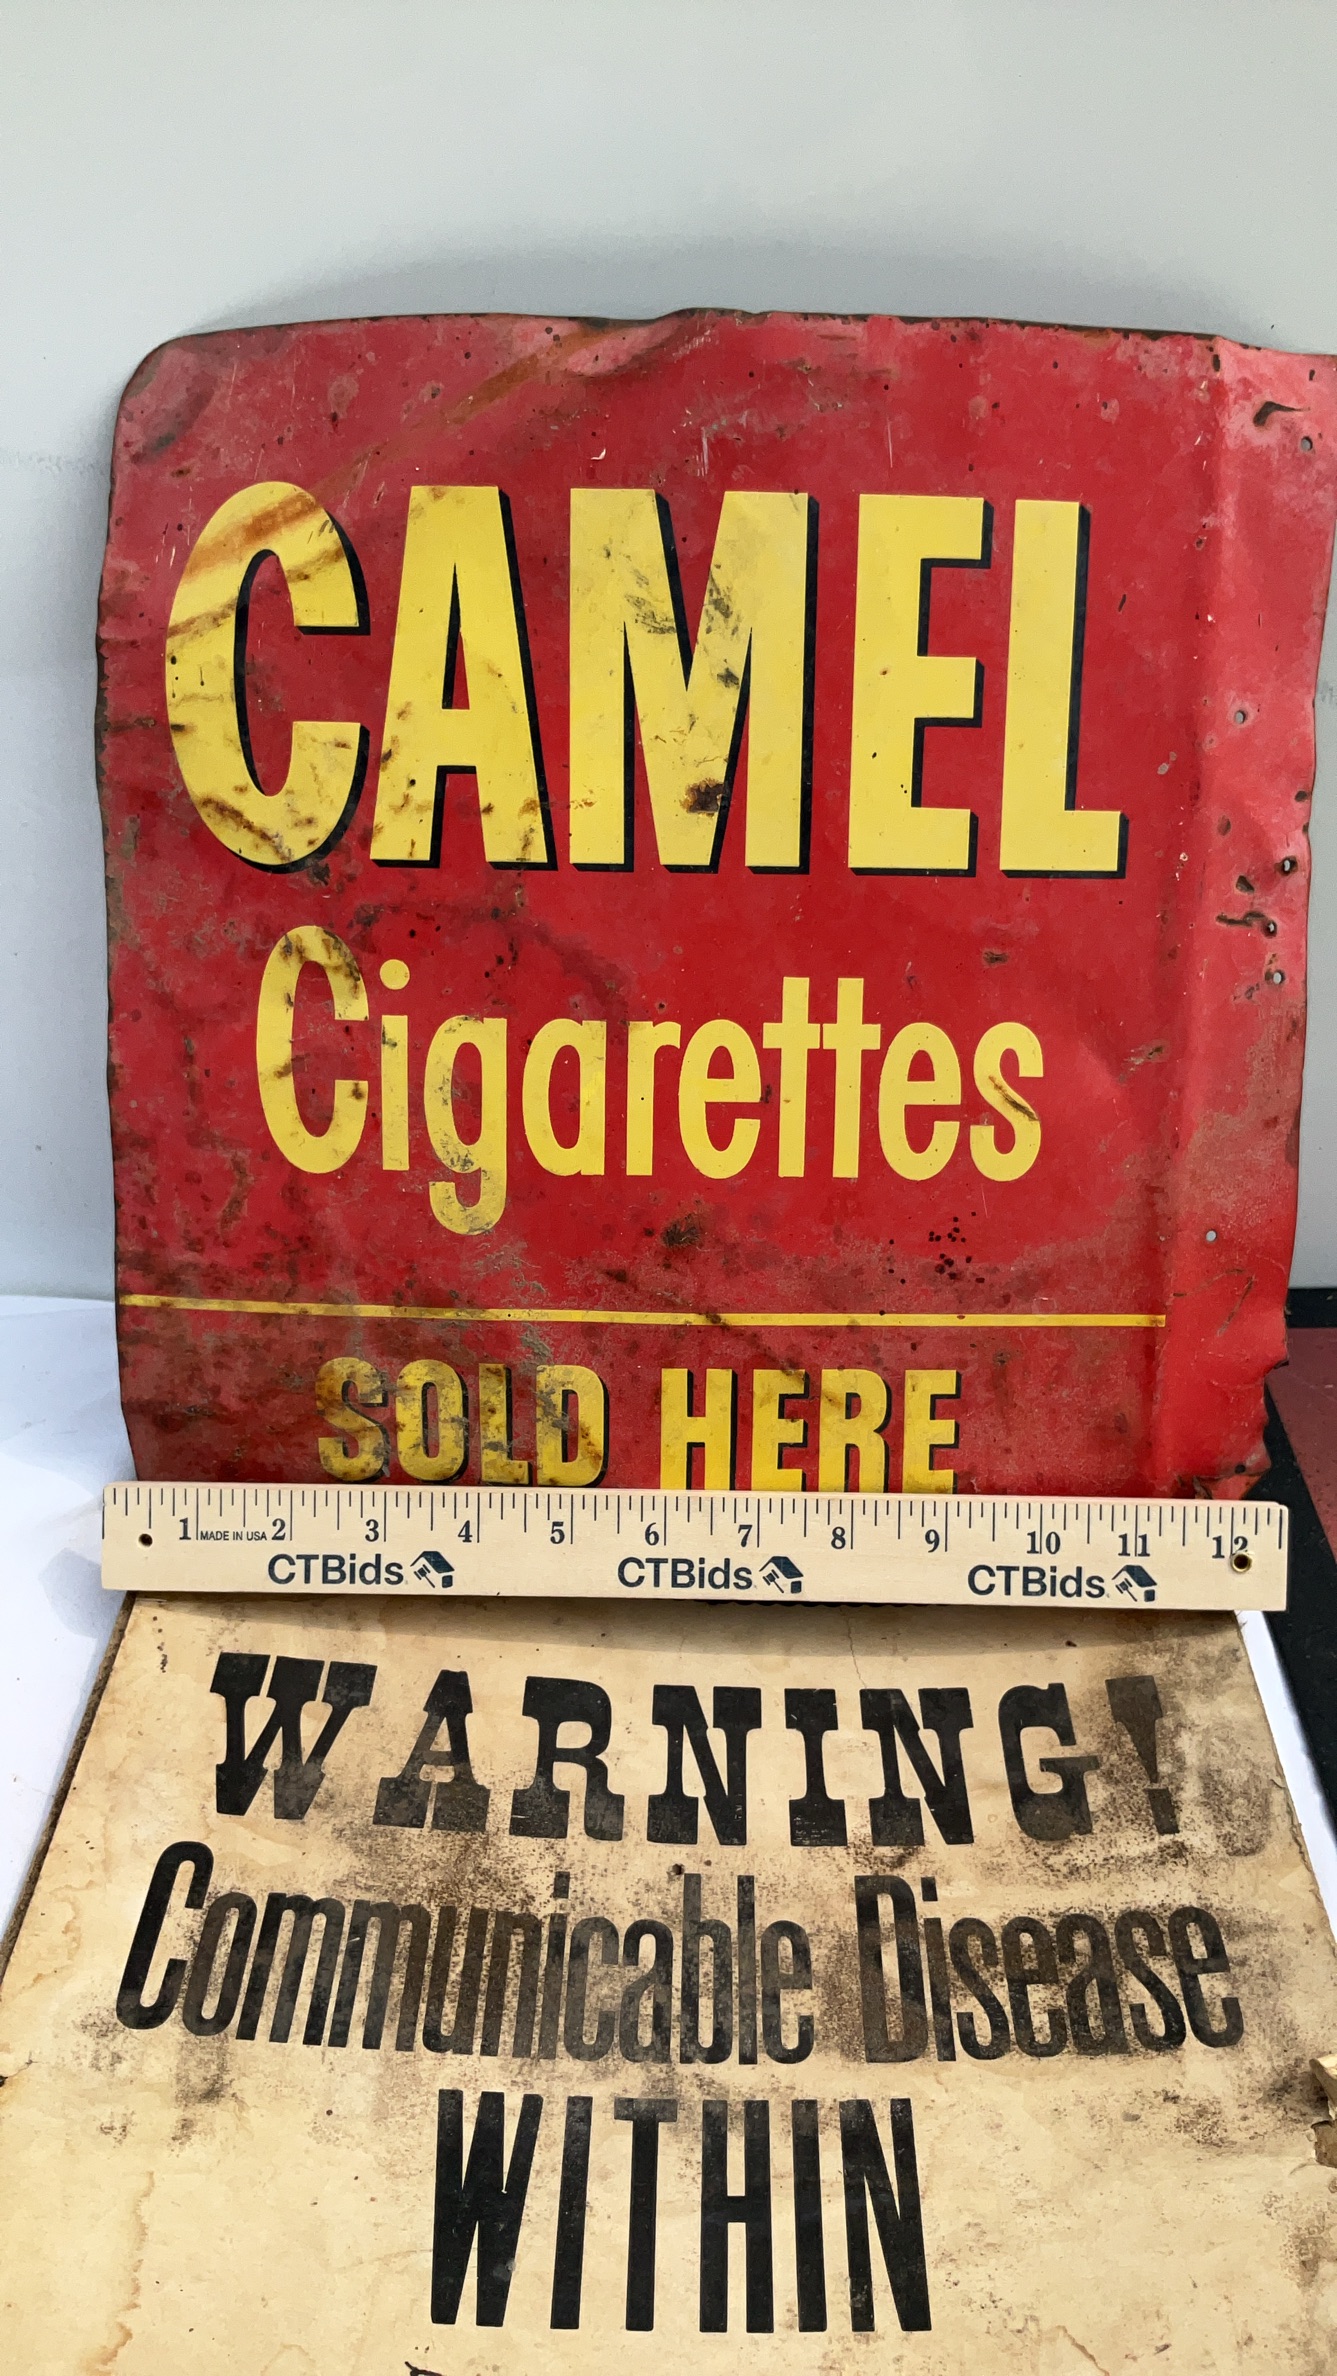 CAMEL
Cigarettes
SOLD HERE
1 MADE IN USA 2 3 4 5 6 7 8 9 10 11 12
CTBids CTBids CTBids
WARNING!
Communicable Disease
WITHIN